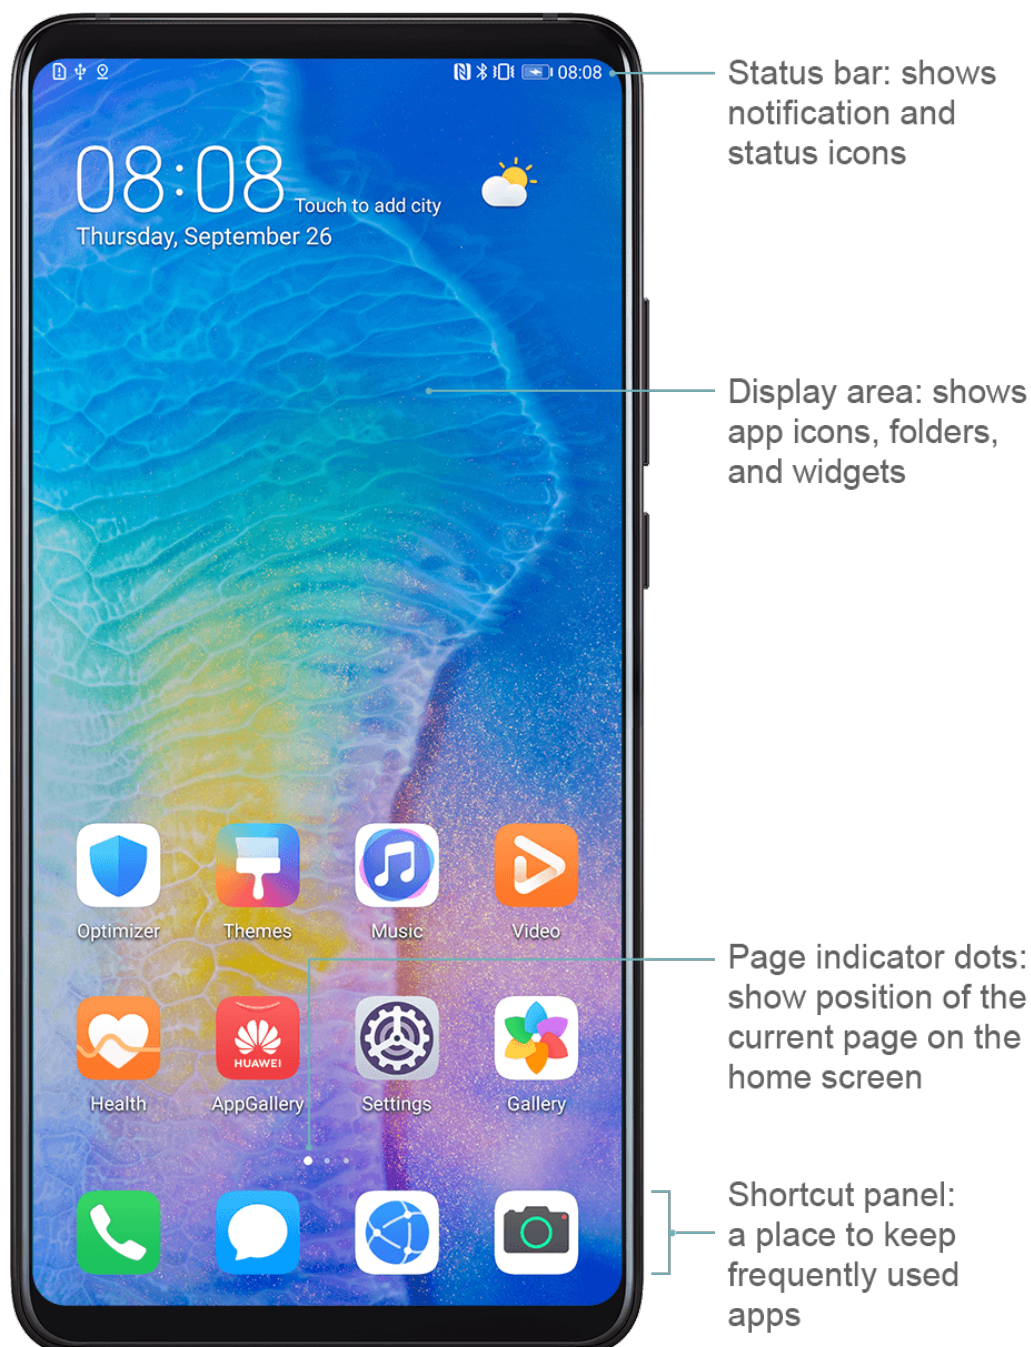 08:08
Status bar: shows
notification and
status icons
08:08
Touch to add city
Thursday, September 26
Display area: shows
app icons, folders,
and widgets
Optimizer
Themes
Music
Video
Page indicator dots:
show position of the
current page on the
home screen
HUAWEI
Health
AppGallery
Settings
Gallery
Shortcut panel:
a place to keep
frequently used
apps